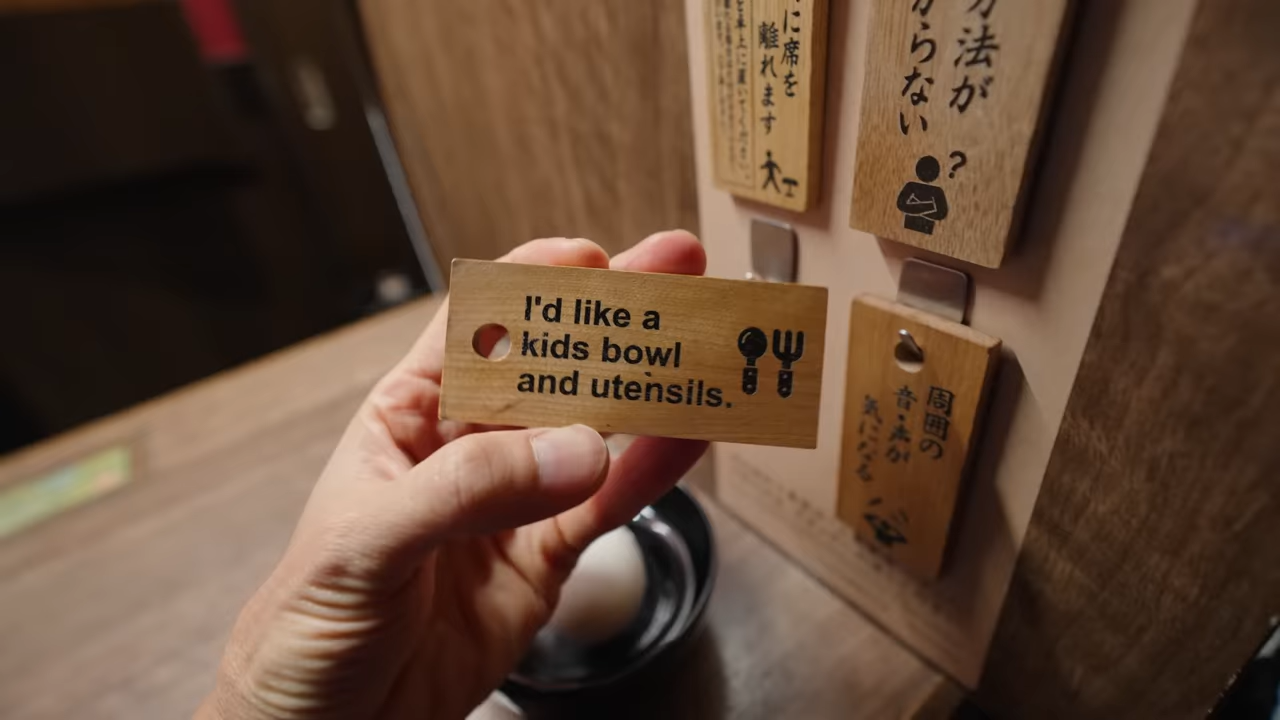 I'd like a
kids bowl
and utensils.
に席を
離れます
方法が
からない
?
周囲の
音・声が
気になる